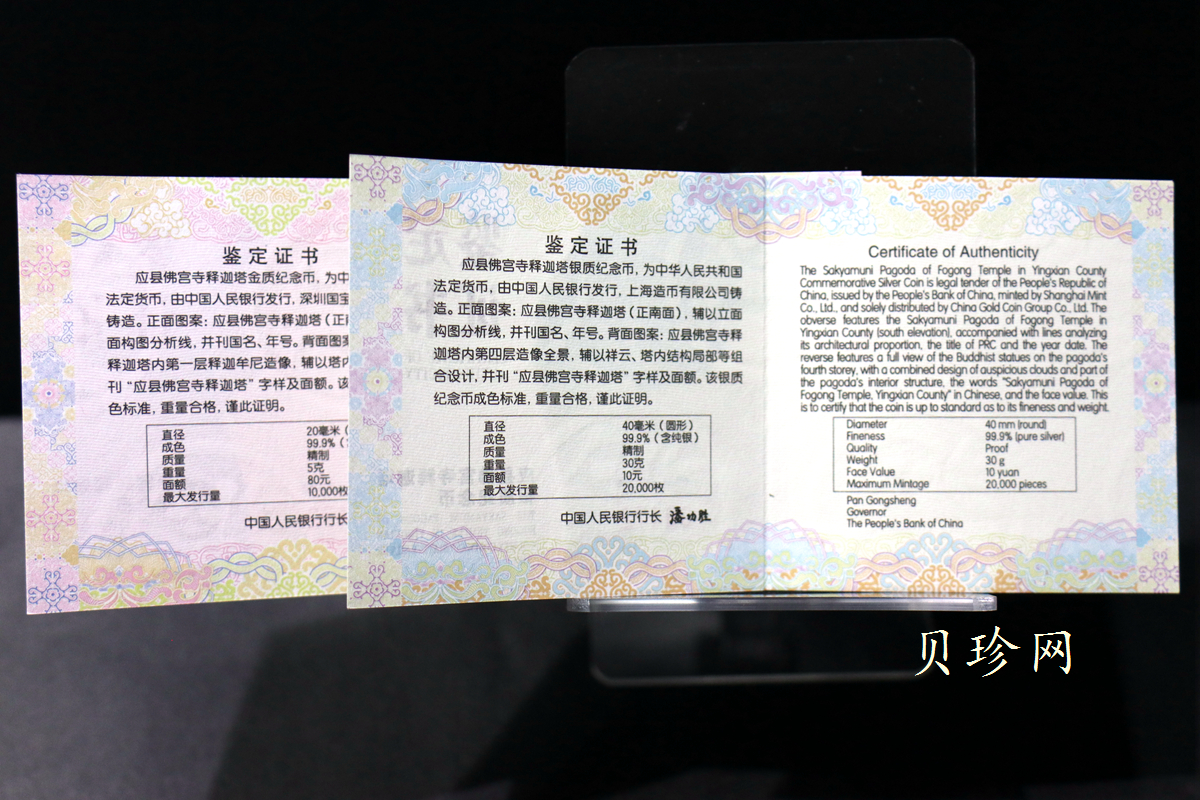 鉴定证书
应县佛宫寺释迦塔金质纪念币，为中
法定货币，由中国人民银行发行，深圳国宝
铸造。正面图案：应县佛宫寺释迦塔（正
面构图分析线，并刊国名、年号。背面图案
释迦塔内第一层释迦牟尼造像，辅以塔内
刊“应县佛宫寺释迦塔”字样及面额。该
色标准，重量合格，谨此证明。
直径 20毫米（
成色 99.9%（
质量 精制
重量 5克
面额 80元
最大发行量 10,000枚
中国人民银行行长
鉴定证书
应县佛宫寺释迦塔银质纪念币，为中华人民共和国
法定货币，由中国人民银行发行，上海造币有限公司铸
造。正面图案：应县佛宫寺释迦塔（正南面），辅以立面
构图分析线，并刊国名、年号。背面图案：应县佛宫寺释
迦塔内第四层造像全景，辅以祥云、塔内结构局部等组
合设计，并刊“应县佛宫寺释迦塔”字样及面额。该银质
纪念币成色标准，重量合格，谨此证明。
直径 40毫米（圆形）
成色 99.9%（含纯银）
质量 精制
重量 30克
面额 10元
最大发行量 20,000枚
中国人民银行行长 潘功胜
Certificate of Authenticity
The Sakyamuni Pagoda of Fogong Temple in Yingxian County
Commemorative Silver Coin is legal tender of the People's Republic of
China, issued by the People's Bank of China, minted by Shanghai Mint
Co., Ltd., and solely distributed by China Gold Coin Group Co., Ltd. The
obverse features the Sakyamuni Pagoda of Fogong Temple in
Yingxian County (south elevation), accompanied with lines analyzing
its architectural proportion, the title of PRC and the year date. The
reverse features a full view of the Buddhist statues on the pagoda's
fourth storey, with a combined design of auspicious clouds and part of
the pagoda's interior structure, the words "Sakyamuni Pagoda of
Fogong Temple, Yingxian County" in Chinese, and the face value. This
is to certify that the coin is up to standard as to its fineness and weight.
Diameter 40 mm (round)
Fineness 99.9% (pure silver)
Quality Proof
Weight 30 g
Face Value 10 yuan
Maximum Mintage 20,000 pieces
Pan Gongsheng
Governor
The People's Bank of China
贝珍网